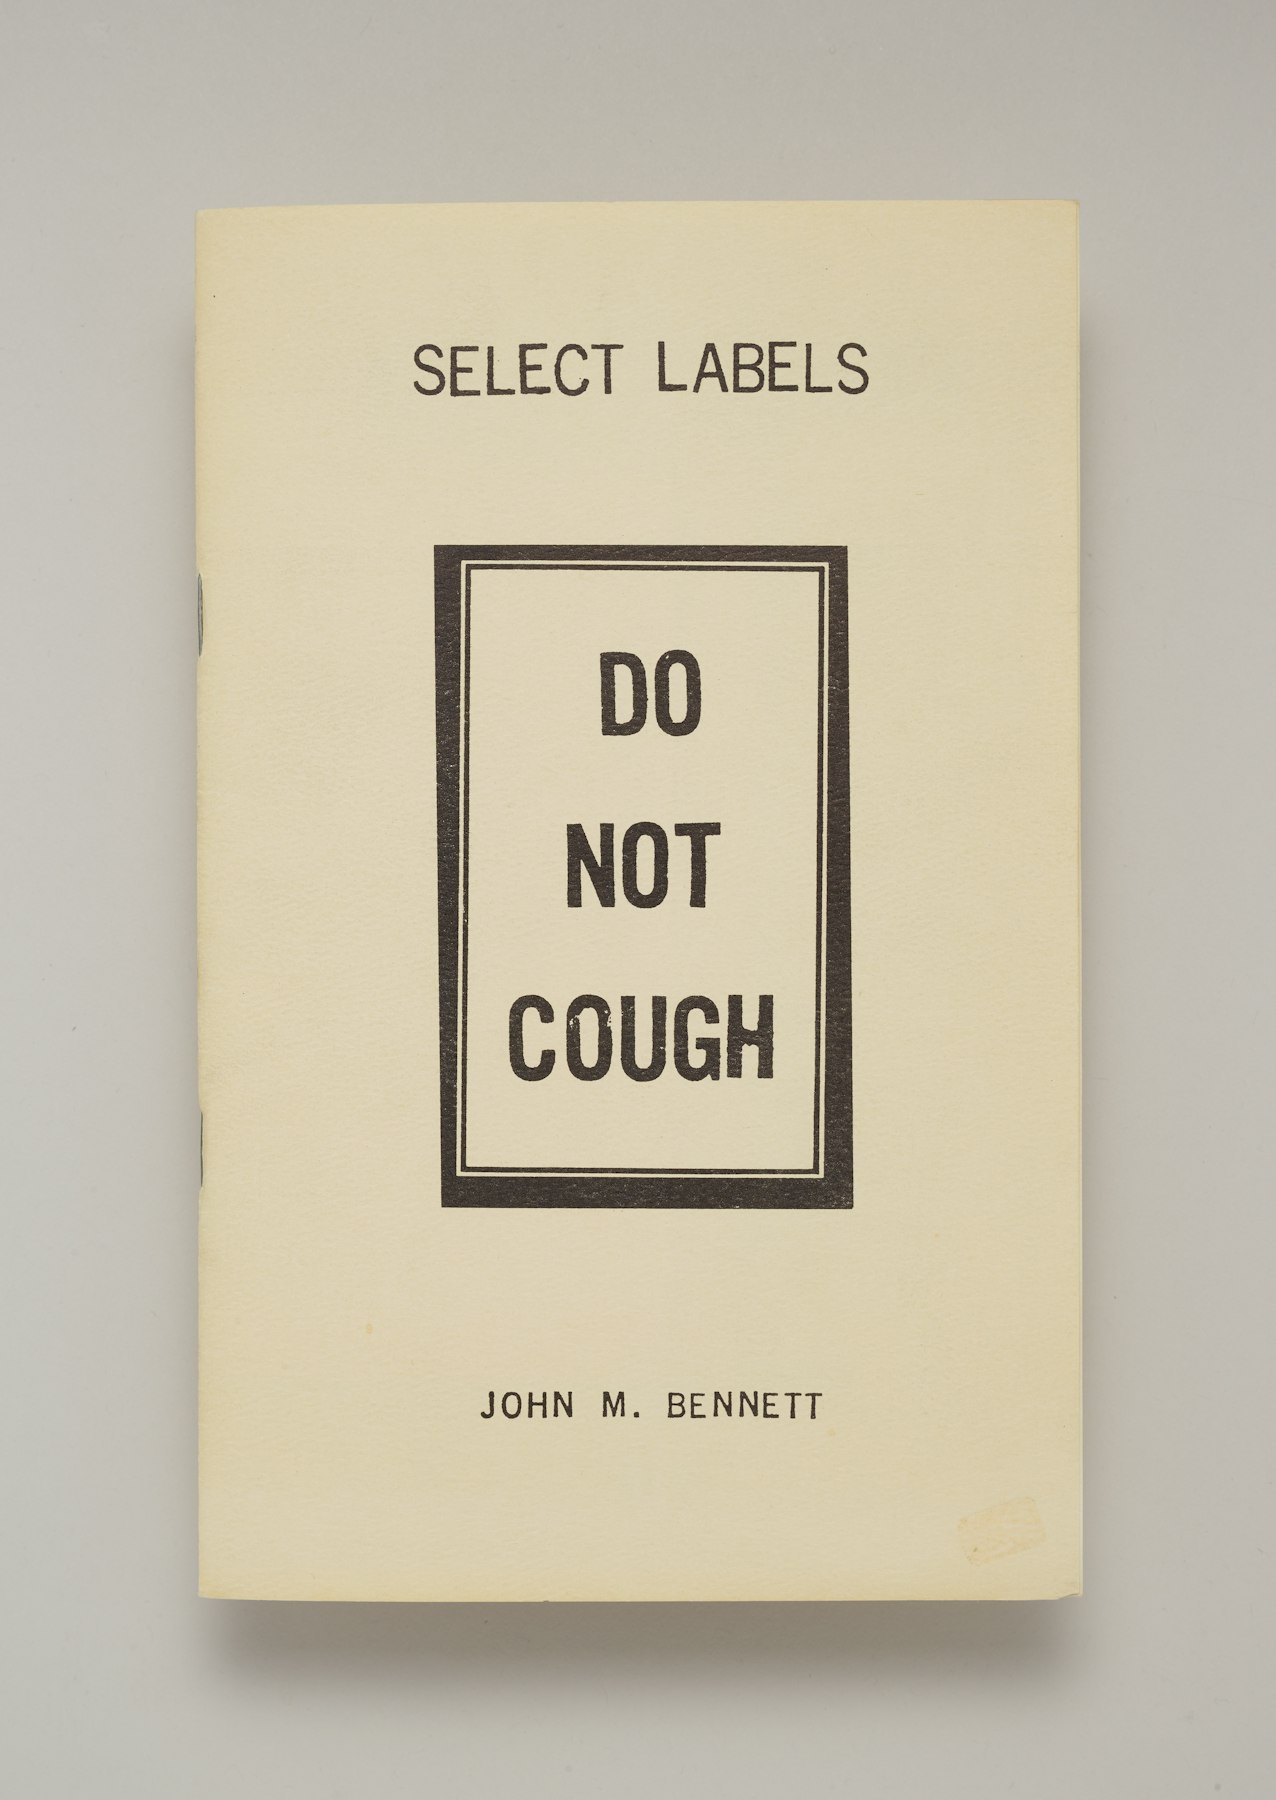 SELECT LABELS
DO
NOT
COUGH
JOHN M. BENNETT